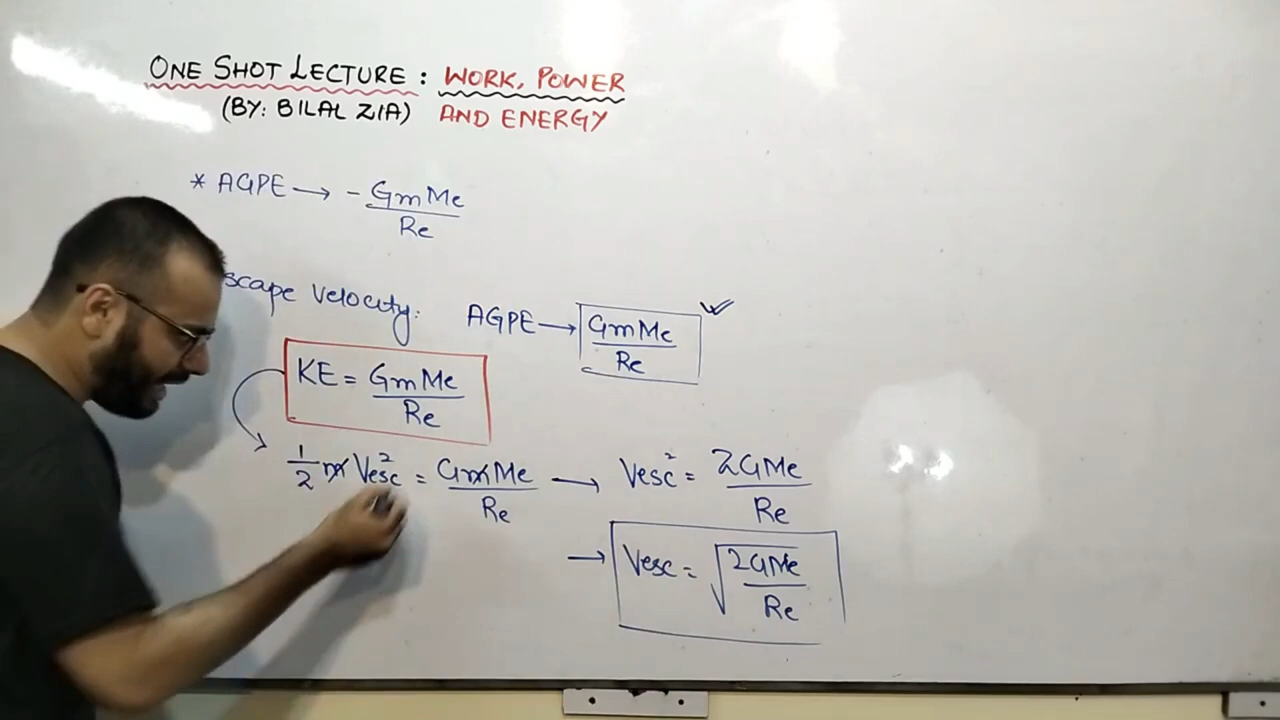 ONE SHOT LECTURE : WORK, POWER
(BY: BILAL ZIA) AND ENERGY
* AGPE → - GmMe / Re
scape velocity: AGPE → GmMe / Re
KE = GmMe / Re
1/2 m Vesc² = GmMe / Re → Vesc² = 2GMe / Re
→ Vesc = √(2GMe / Re)